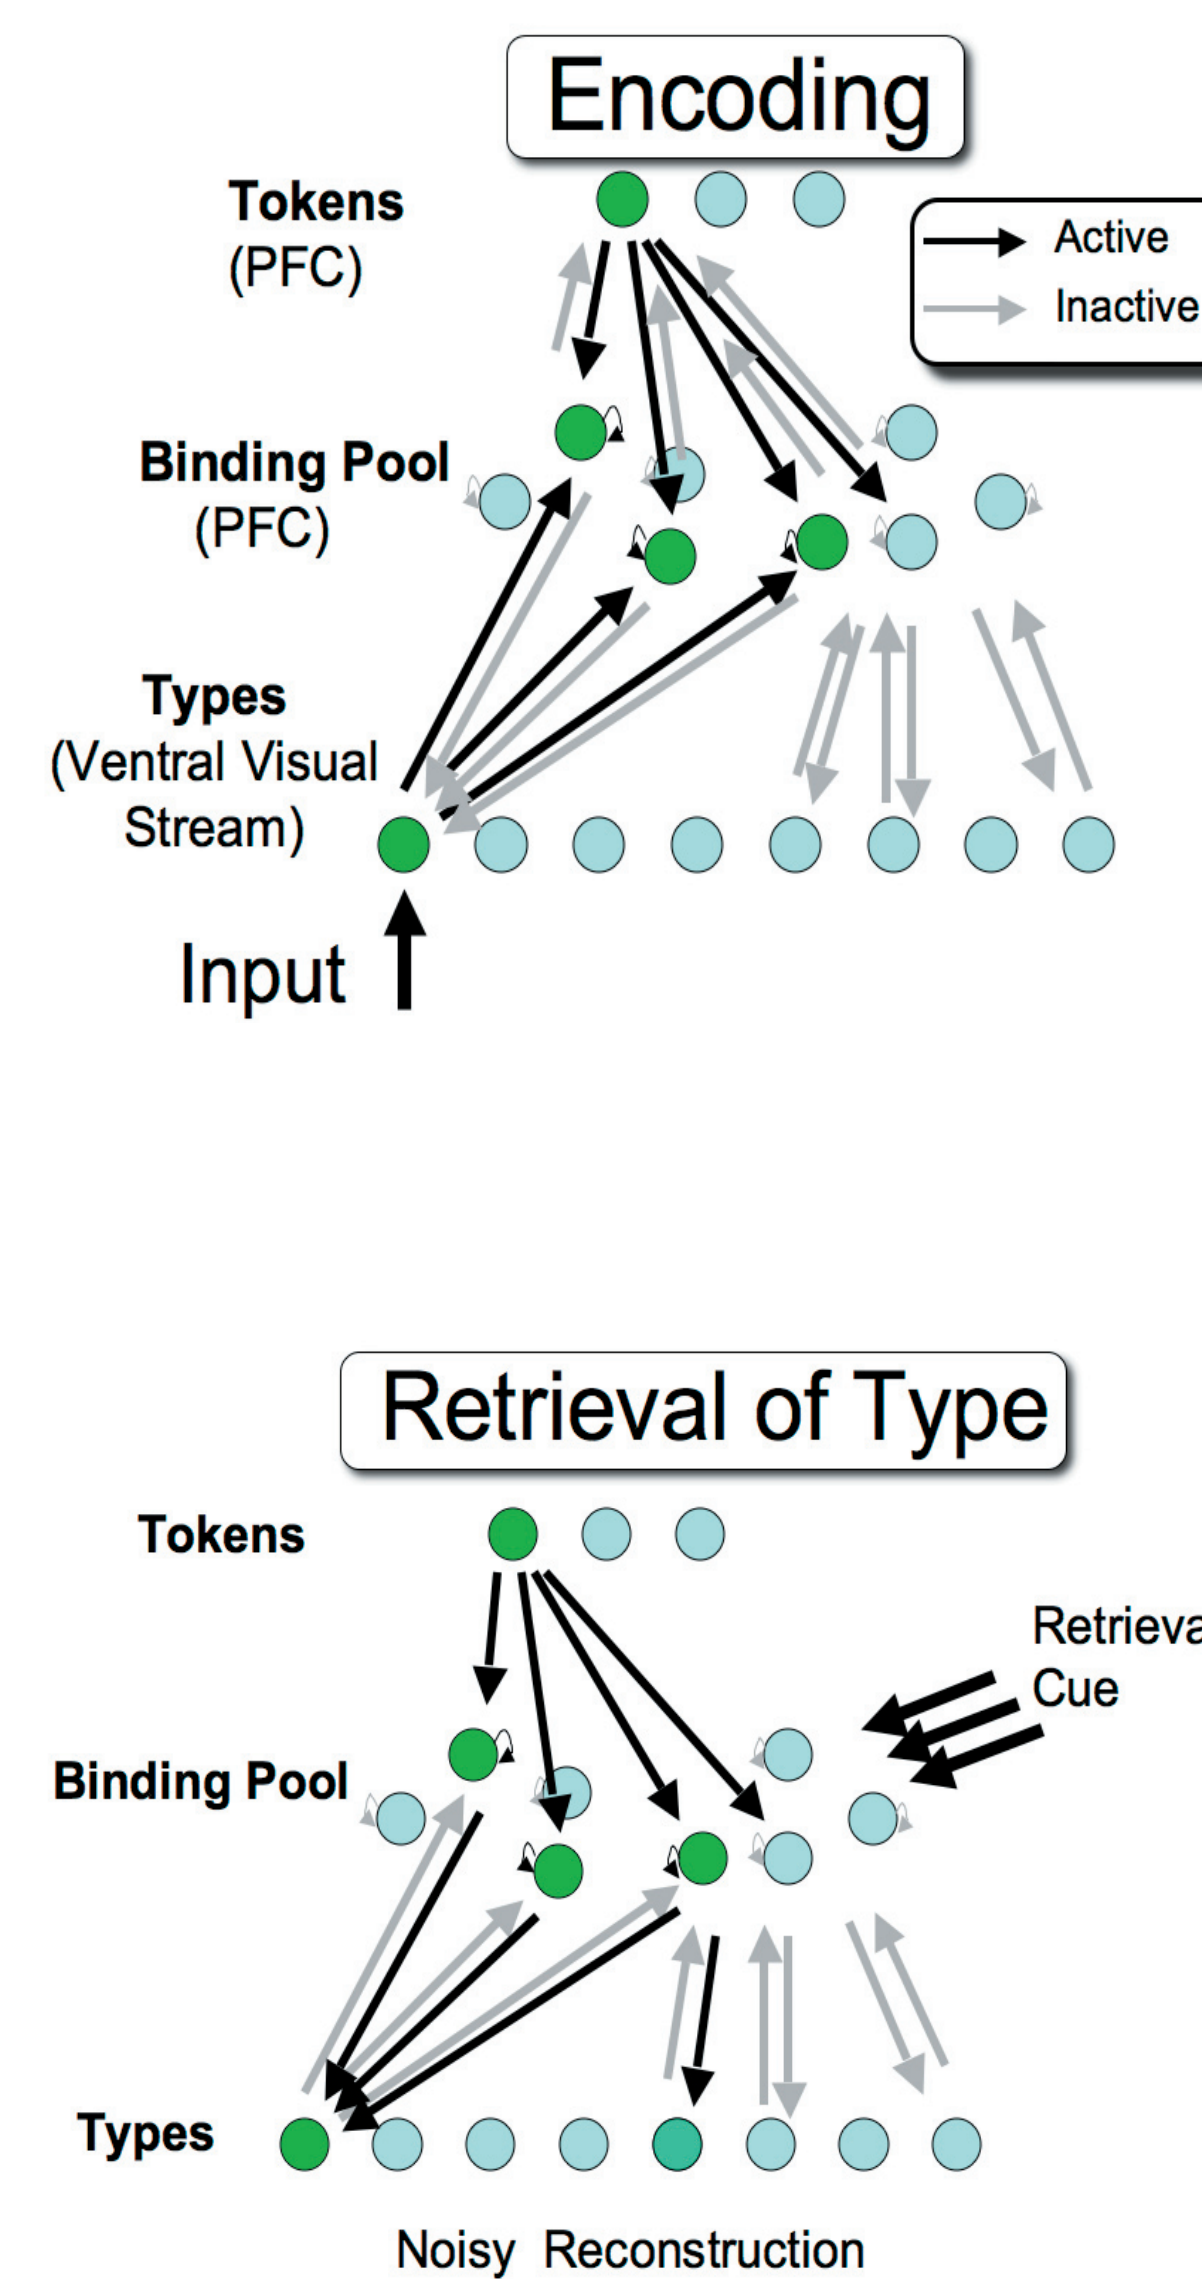 Encoding
Tokens
(PFC)
Active
Inactive
Binding Pool
(PFC)
Types
(Ventral Visual
Stream)
Input
Retrieval of Type
Tokens
Retrieva
Cue
Binding Pool
Types
Noisy Reconstruction